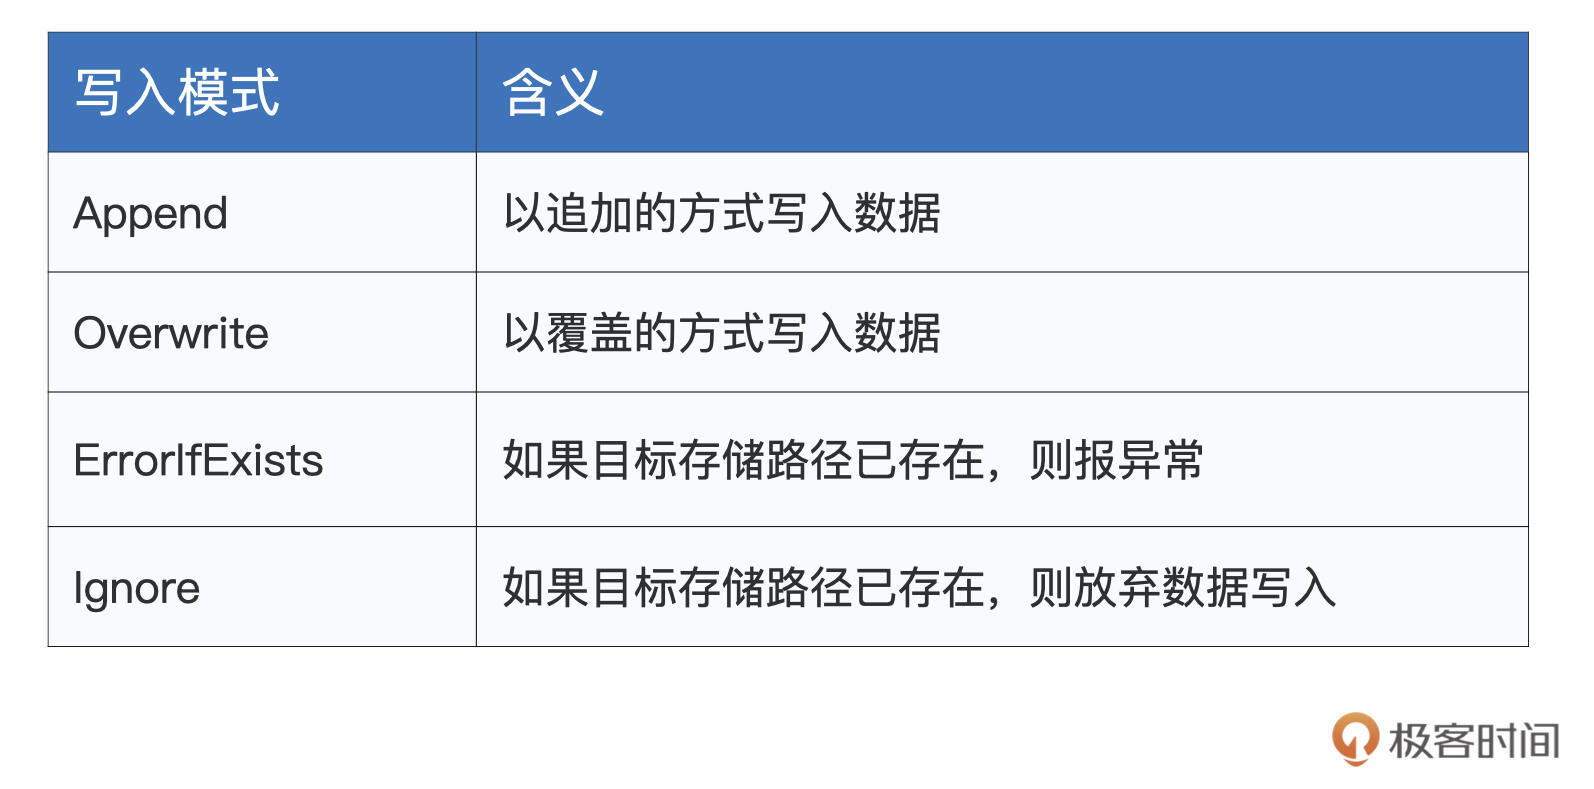 写入模式 含义
Append 以追加的方式写入数据
Overwrite 以覆盖的方式写入数据
ErrorIfExists 如果目标存储路径已存在，则报异常
Ignore 如果目标存储路径已存在，则放弃数据写入
极客时间